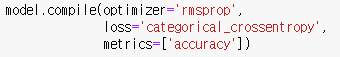 model.compile(optimizer='rmsprop',
              loss='categorical_crossentropy',
              metrics=['accuracy'])